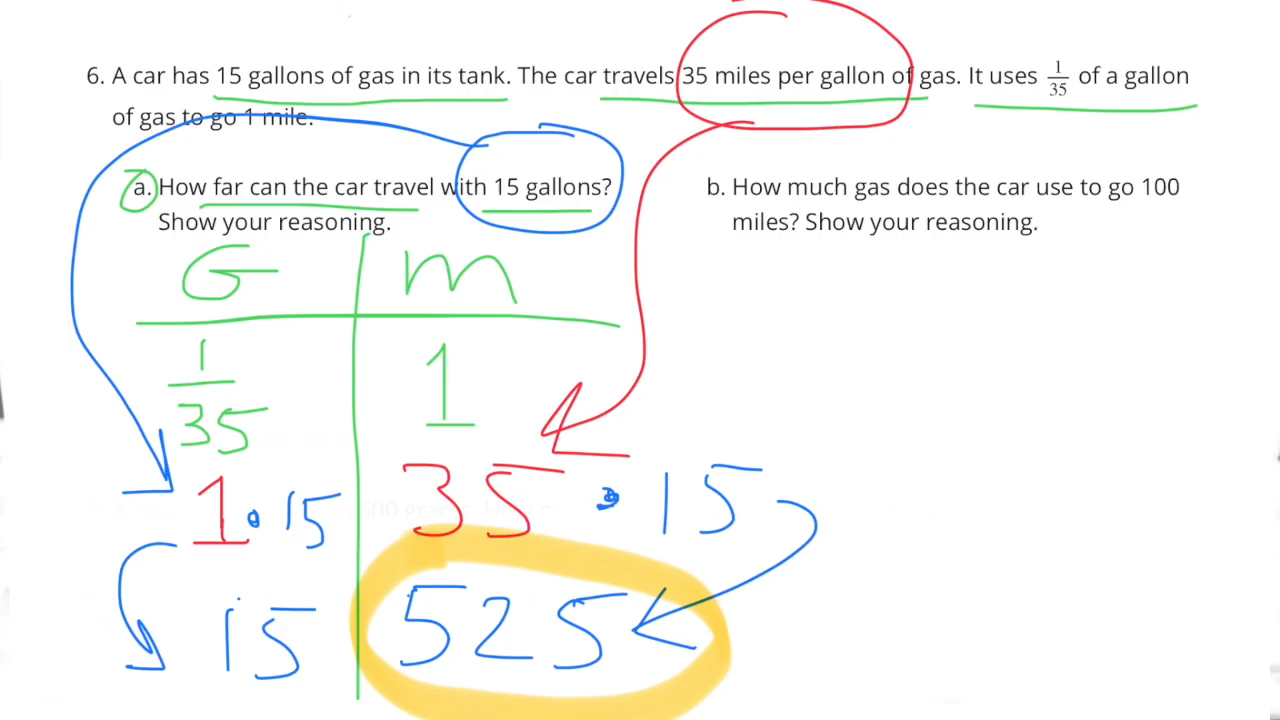 6. A car has 15 gallons of gas in its tank. The car travels 35 miles per gallon of gas. It uses 1/35 of a gallon
of gas to go 1 mile.
a. How far can the car travel with 15 gallons?
Show your reasoning.
b. How much gas does the car use to go 100
miles? Show your reasoning.
G m
1/35 1
1 · 15 35 · 15
15 525